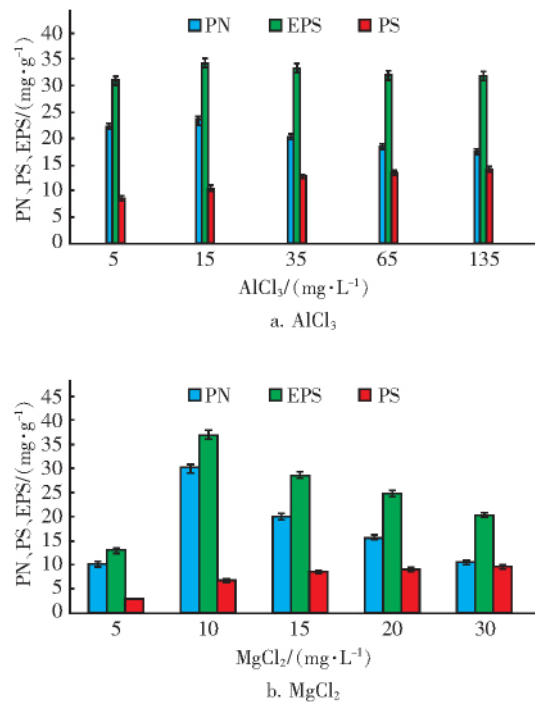 PN EPS PS
40
35
30
25
20
15
10
5
0
PN、PS、EPS/(mg·g⁻¹)
5 15 35 65 135
AlCl₃/(mg·L⁻¹)
a. AlCl₃
PN EPS PS
45
40
35
30
25
20
15
10
5
0
PN、PS、EPS/(mg·g⁻¹)
5 10 15 20 30
MgCl₂/(mg·L⁻¹)
b. MgCl₂